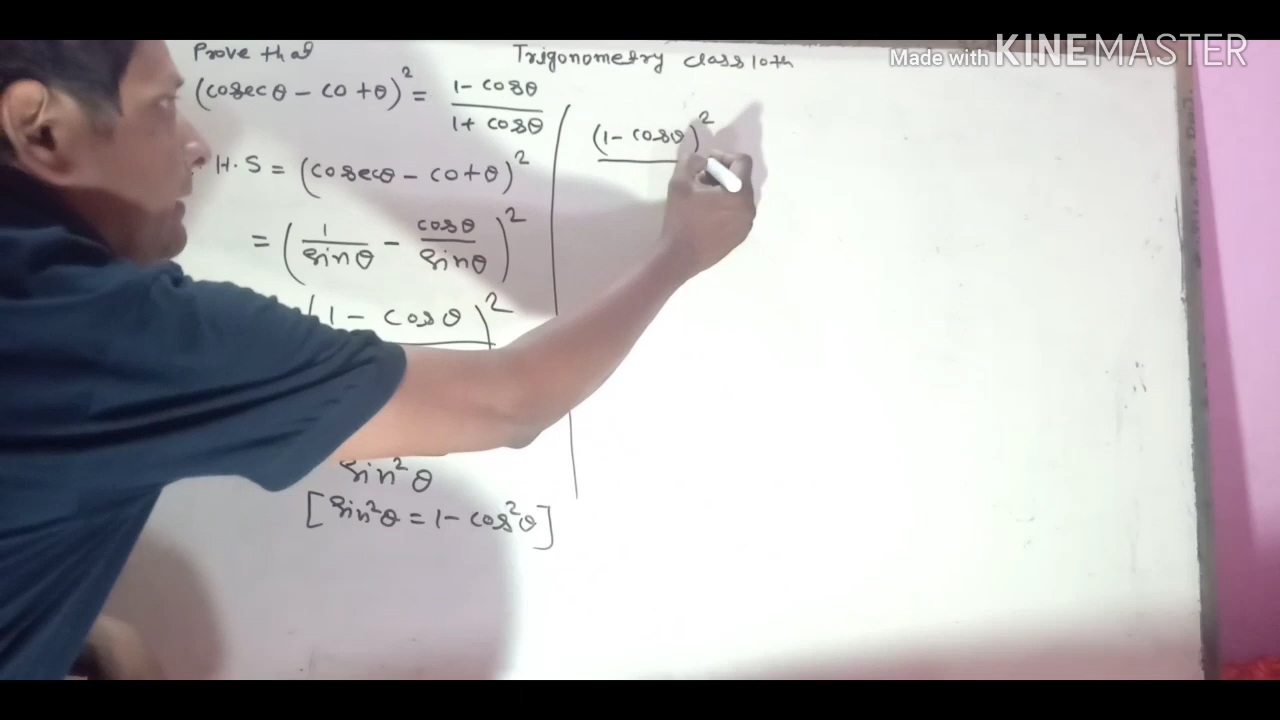 Made with KINEMASTER
Prove that
Trigonometry class 10th
(cosecθ - cotθ)² = 1 - cosθ / 1 + cosθ
H.S = (cosecθ - cotθ)²
= (1/sinθ - cosθ/sinθ)²
(1 - cosθ)²
sin²θ
[sin²θ = 1 - cos²θ]
(1 - cosθ)²